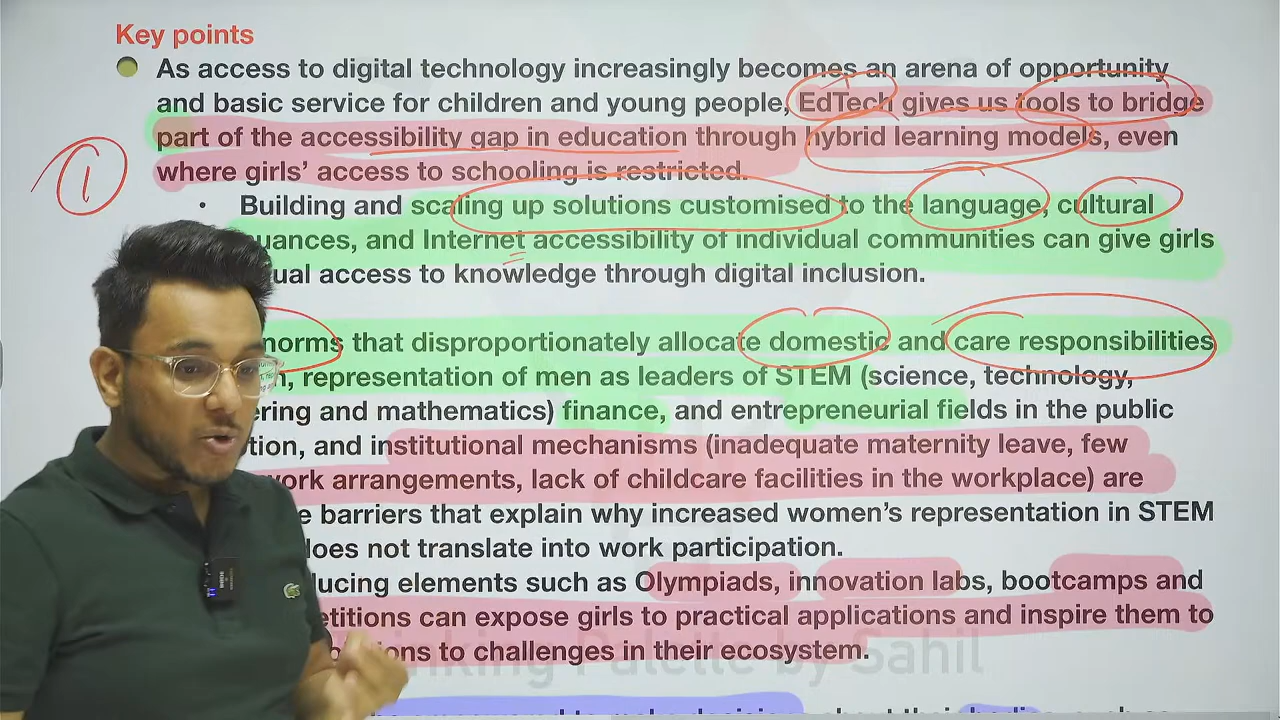 Key points
As access to digital technology increasingly becomes an arena of opportunity
and basic service for children and young people, EdTech gives us tools to bridge
part of the accessibility gap in education through hybrid learning models, even
where girls' access to schooling is restricted.
1
• Building and scaling up solutions customised to the language, cultural
uances, and Internet accessibility of individual communities can give girls
ual access to knowledge through digital inclusion.
norms that disproportionately allocate domestic and care responsibilities
n, representation of men as leaders of STEM (science, technology,
ering and mathematics) finance, and entrepreneurial fields in the public
tion, and institutional mechanisms (inadequate maternity leave, few
work arrangements, lack of childcare facilities in the workplace) are
e barriers that explain why increased women's representation in STEM
does not translate into work participation.
ducing elements such as Olympiads, innovation labs, bootcamps and
etitions can expose girls to practical applications and inspire them to
tions to challenges in their ecosystem.
nking Palette by Sahil